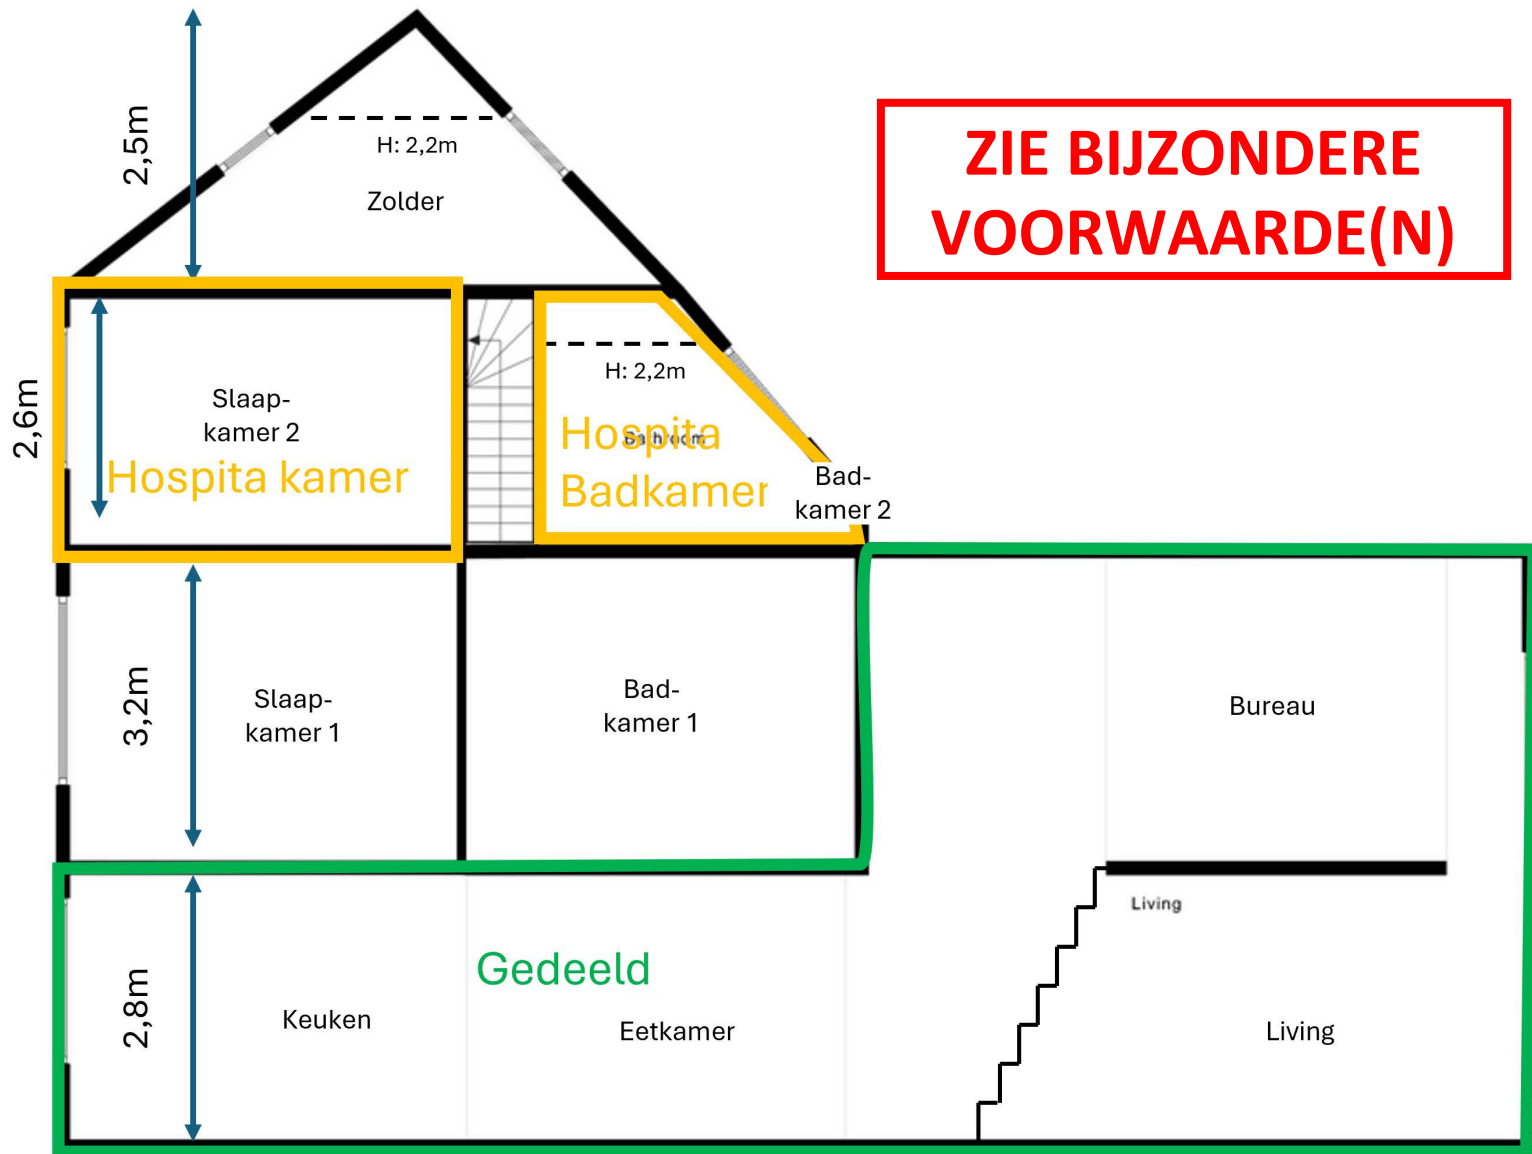 2,5m
H: 2,2m
Zolder
ZIE BIJZONDERE
VOORWAARDE(N)
2,6m
Slaap-
kamer 2
Hospita kamer
H: 2,2m
Bathroom
Hospita
Badkamer
Bad-
kamer 2
3,2m
Slaap-
kamer 1
Bad-
kamer 1
Bureau
Living
2,8m
Gedeeld
Keuken
Eetkamer
Living